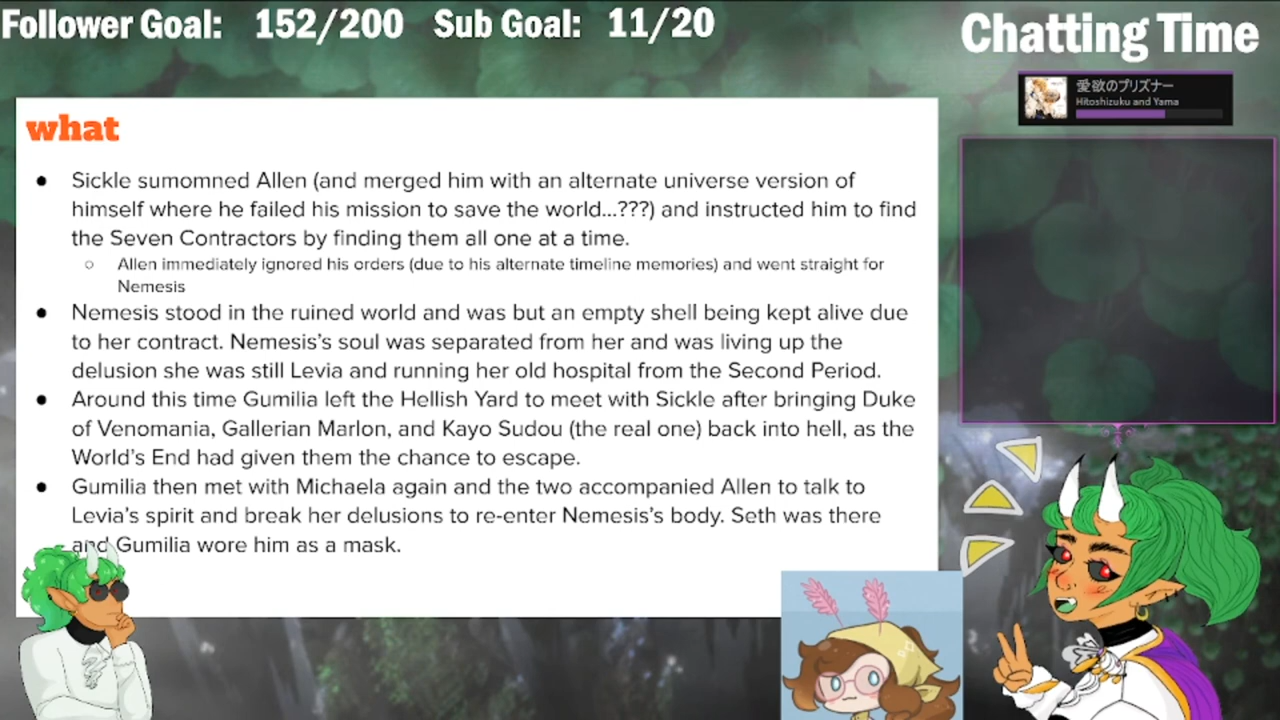 Follower Goal: 152/200 Sub Goal: 11/20
Chatting Time
愛欲のプリズナー
Hitoshizuku and Yama
what
● Sickle sumomned Allen (and merged him with an alternate universe version of
himself where he failed his mission to save the world...???) and instructed him to find
the Seven Contractors by finding them all one at a time.
○ Allen immediately ignored his orders (due to his alternate timeline memories) and went straight for
Nemesis
● Nemesis stood in the ruined world and was but an empty shell being kept alive due
to her contract. Nemesis's soul was separated from her and was living up the
delusion she was still Levia and running her old hospital from the Second Period.
● Around this time Gumilia left the Hellish Yard to meet with Sickle after bringing Duke
of Venomania, Gallerian Marlon, and Kayo Sudou (the real one) back into hell, as the
World's End had given them the chance to escape.
● Gumilia then met with Michaela again and the two accompanied Allen to talk to
Levia's spirit and break her delusions to re-enter Nemesis's body. Seth was there
and Gumilia wore him as a mask.